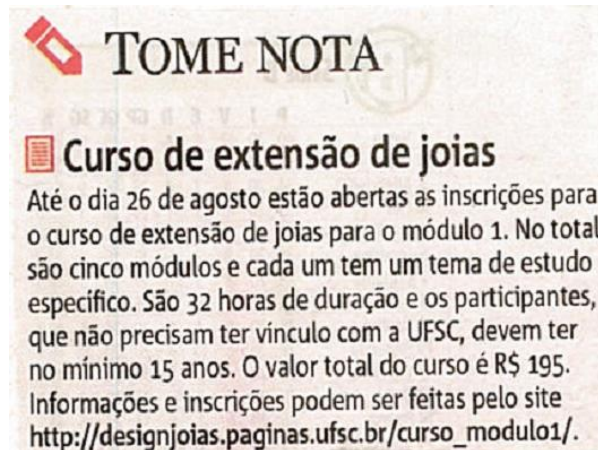 TOME NOTA
Curso de extensão de joias
Até o dia 26 de agosto estão abertas as inscrições para
o curso de extensão de joias para o módulo 1. No total
são cinco módulos e cada um tem um tema de estudo
específico. São 32 horas de duração e os participantes,
que não precisam ter vínculo com a UFSC, devem ter
no mínimo 15 anos. O valor total do curso é R$ 195.
Informações e inscrições podem ser feitas pelo site
http://designjoias.paginas.ufsc.br/curso_modulo1/.